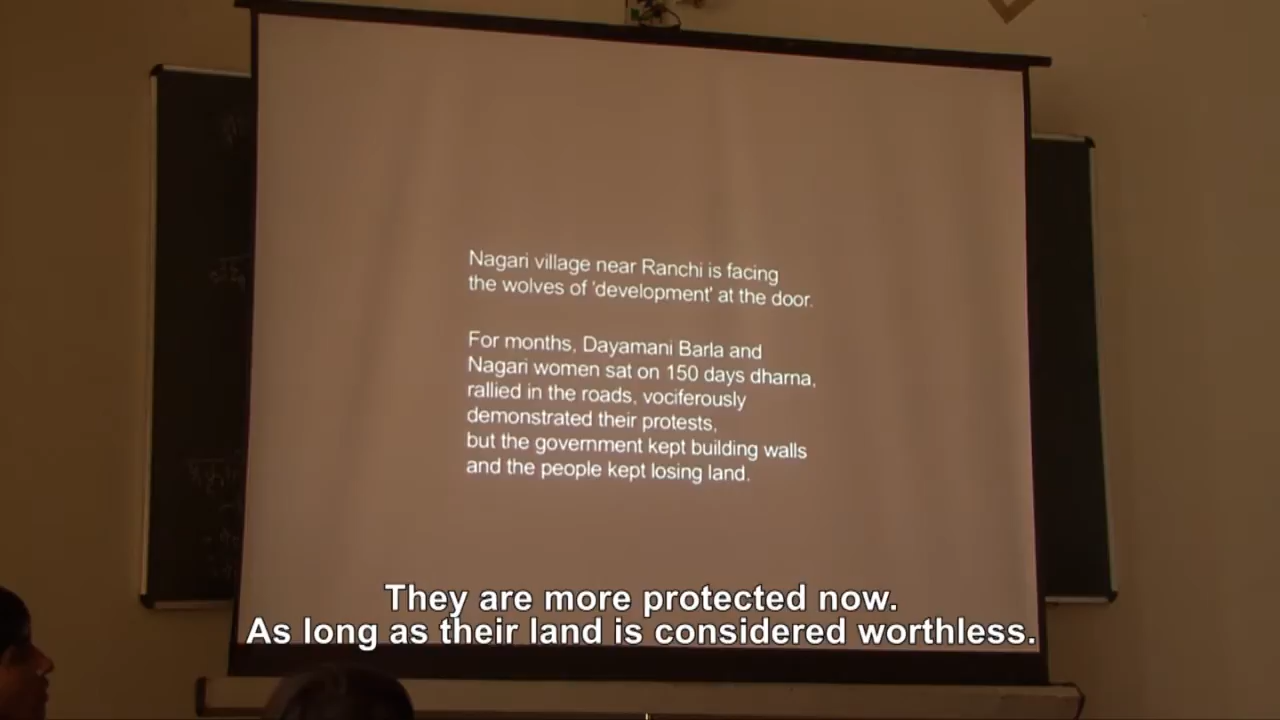 Nagari village near Ranchi is facing
the wolves of 'development' at the door.
For months, Dayamani Barla and
Nagari women sat on 150 days dharna,
rallied in the roads, vociferously
demonstrated their protests,
but the government kept building walls
and the people kept losing land.
They are more protected now.
As long as their land is considered worthless.